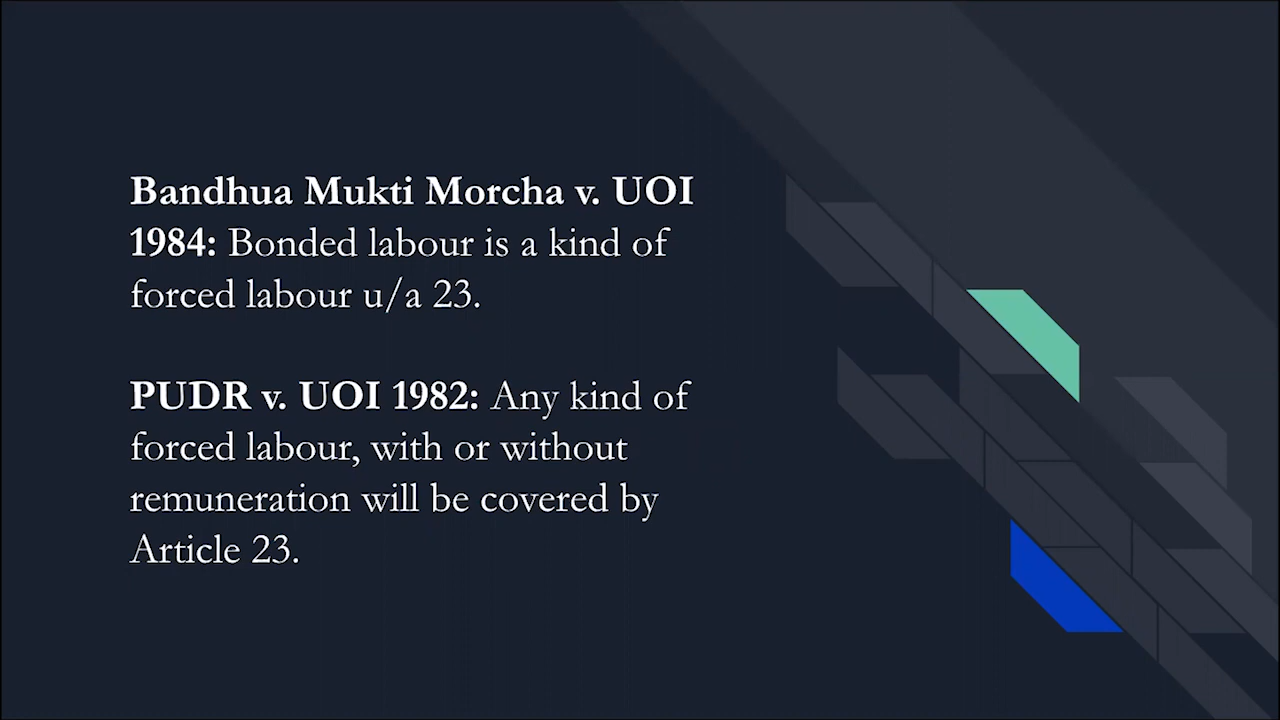 Bandhua Mukti Morcha v. UOI
1984: Bonded labour is a kind of
forced labour u/a 23.
PUDR v. UOI 1982: Any kind of
forced labour, with or without
remuneration will be covered by
Article 23.